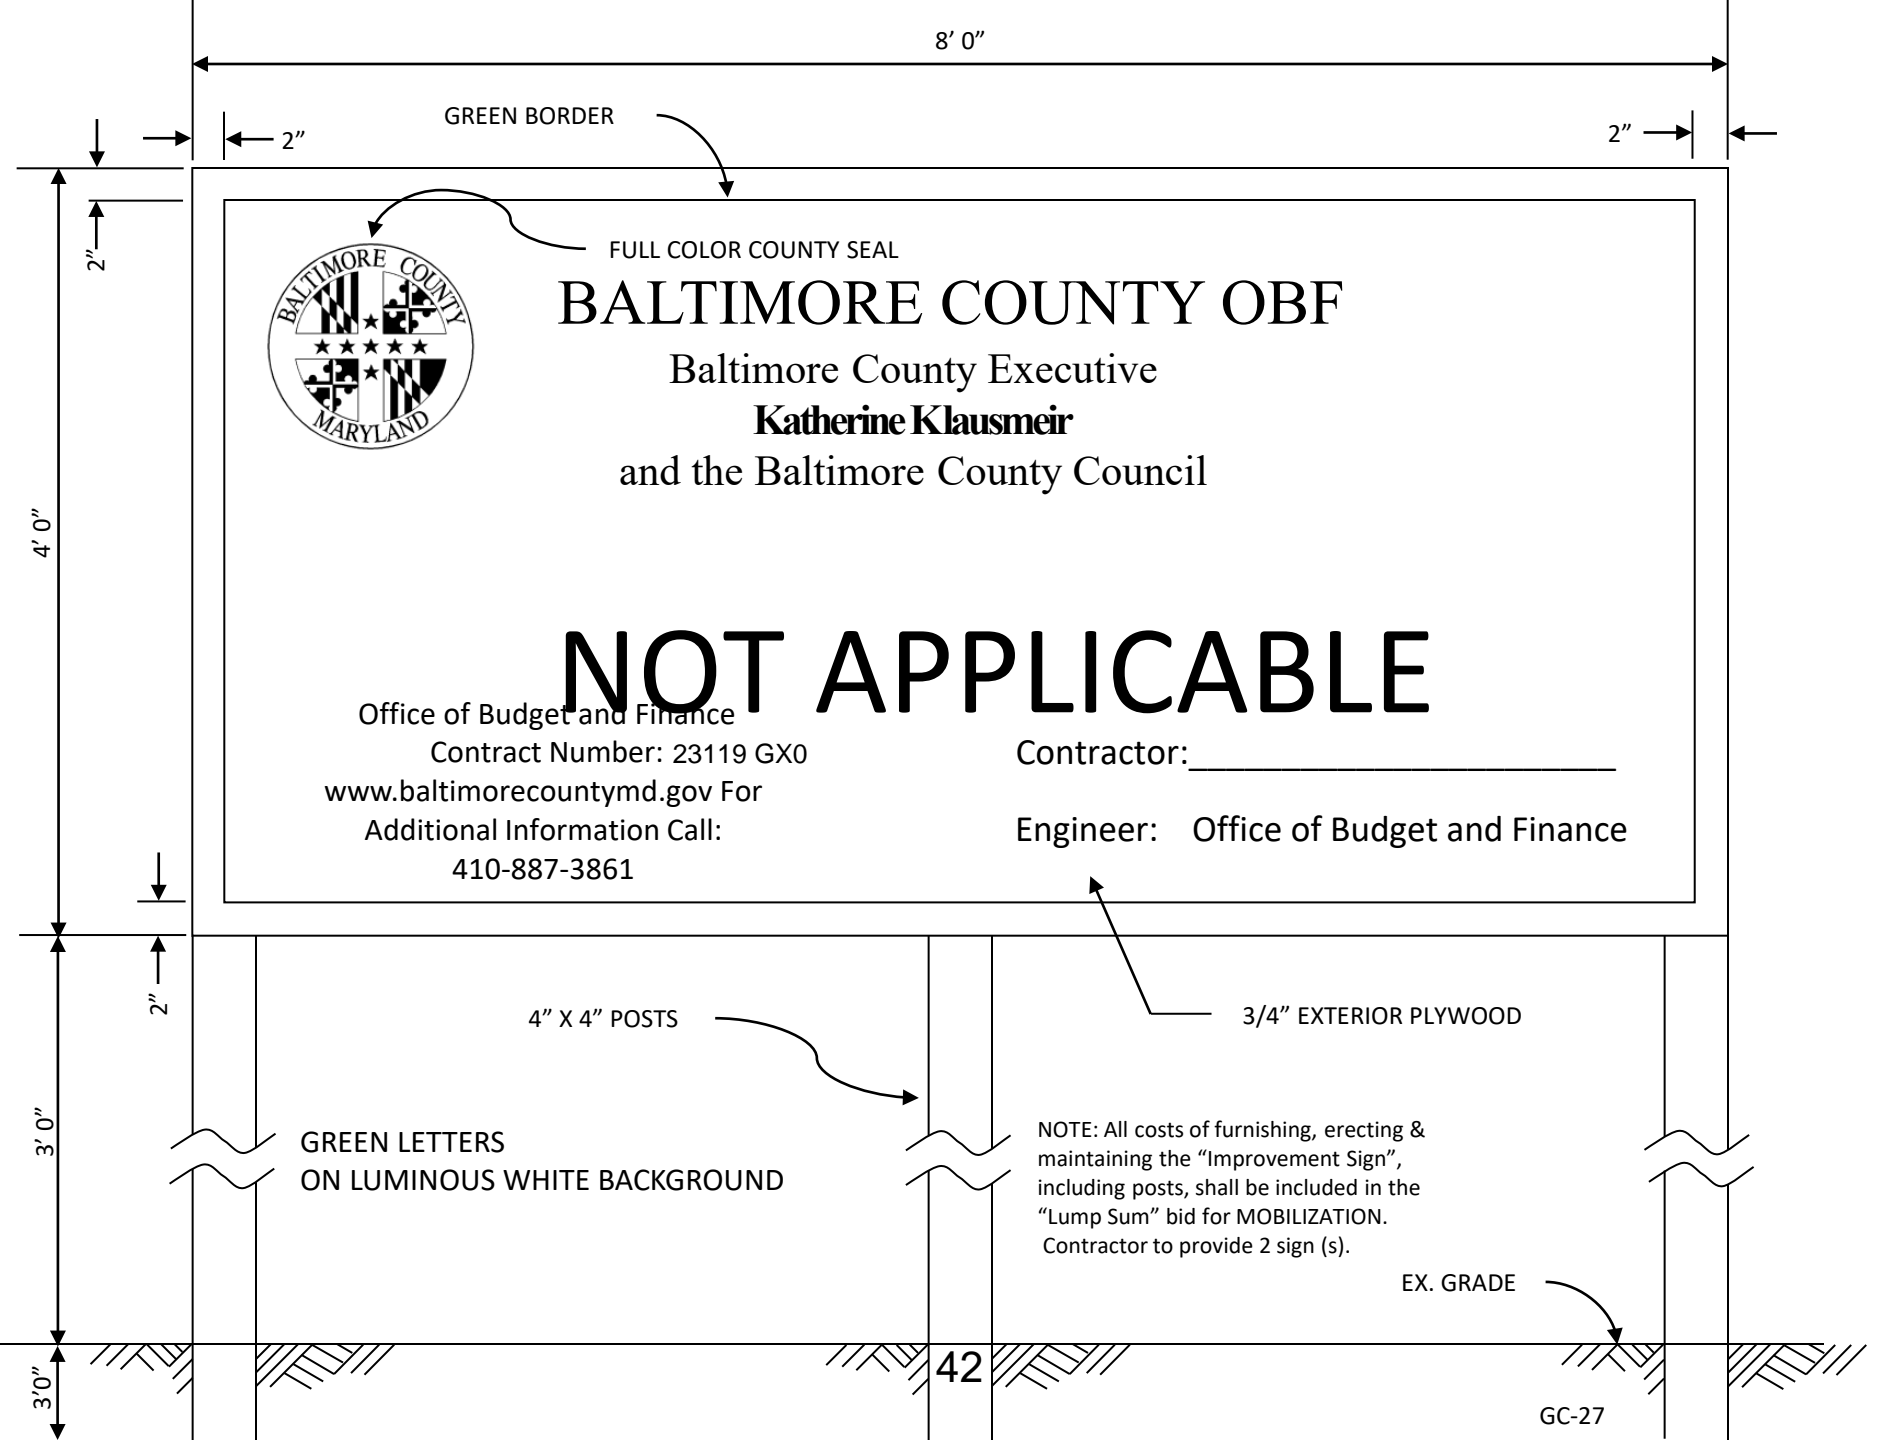 8’ 0”
GREEN BORDER
2”
2”
2”
FULL COLOR COUNTY SEAL
BALTIMORE COUNTY
MARYLAND
BALTIMORE COUNTY OBF
Baltimore County Executive
Katherine Klausmeir
and the Baltimore County Council
4’ 0”
NOT APPLICABLE
Office of Budget and Finance
Contract Number: 23119 GX0
www.baltimorecountymd.gov For
Additional Information Call:
410-887-3861
Contractor:_______________________
Engineer: Office of Budget and Finance
2”
4” X 4” POSTS
3/4” EXTERIOR PLYWOOD
3’ 0”
GREEN LETTERS
ON LUMINOUS WHITE BACKGROUND
NOTE: All costs of furnishing, erecting &
maintaining the “Improvement Sign”,
including posts, shall be included in the
“Lump Sum” bid for MOBILIZATION.
Contractor to provide 2 sign (s).
EX. GRADE
3’0”
42
GC-27